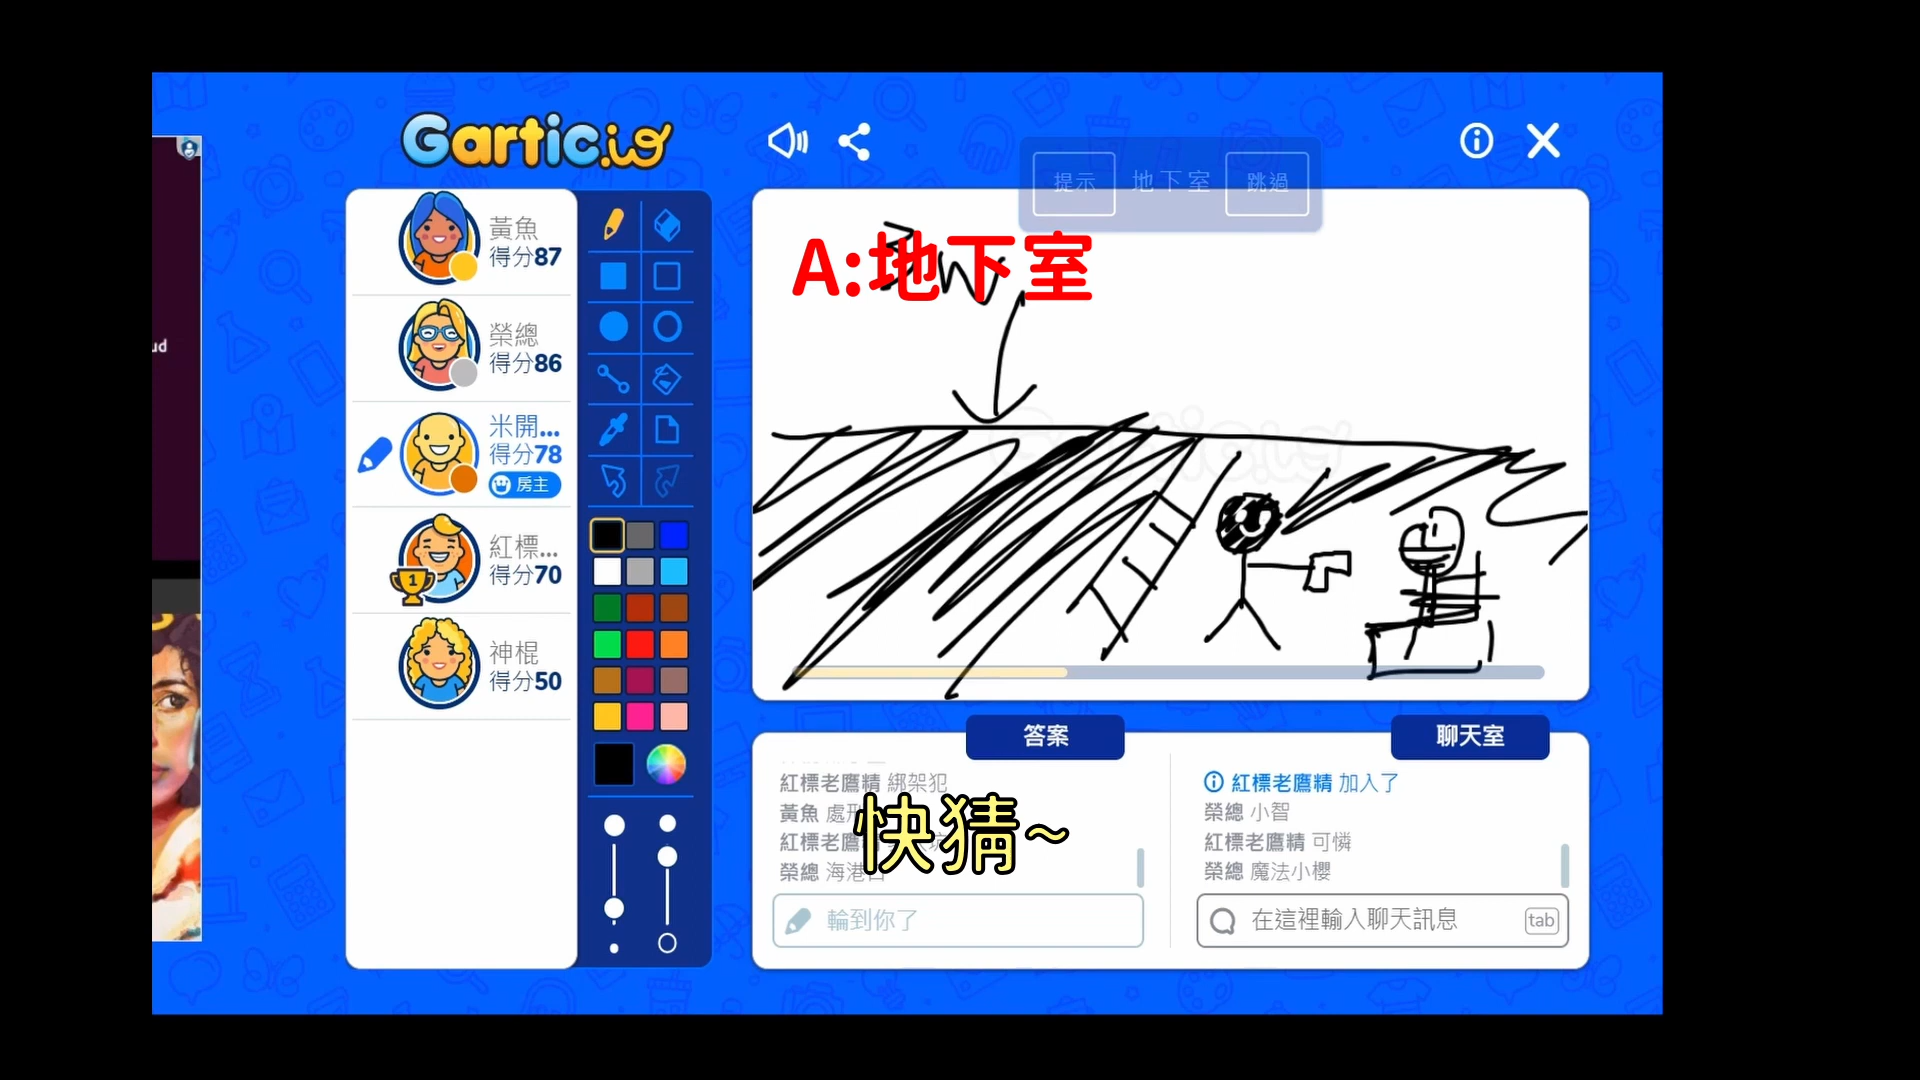 Gartic.io
提示 地下室 跳過
A:地下室
ud
黃魚
得分87
榮總
得分86
米開...
得分78
房主
紅標...
1
得分70
神棍
得分50
Gartic.io
答案
紅標老鷹精 綁架犯
黃魚
紅標老鷹
榮總 海港
快猜~
輪到你了
聊天室
紅標老鷹精 加入了
榮總 小智
紅標老鷹精 可憐
榮總 魔法小櫻
在這裡輸入聊天訊息 tab